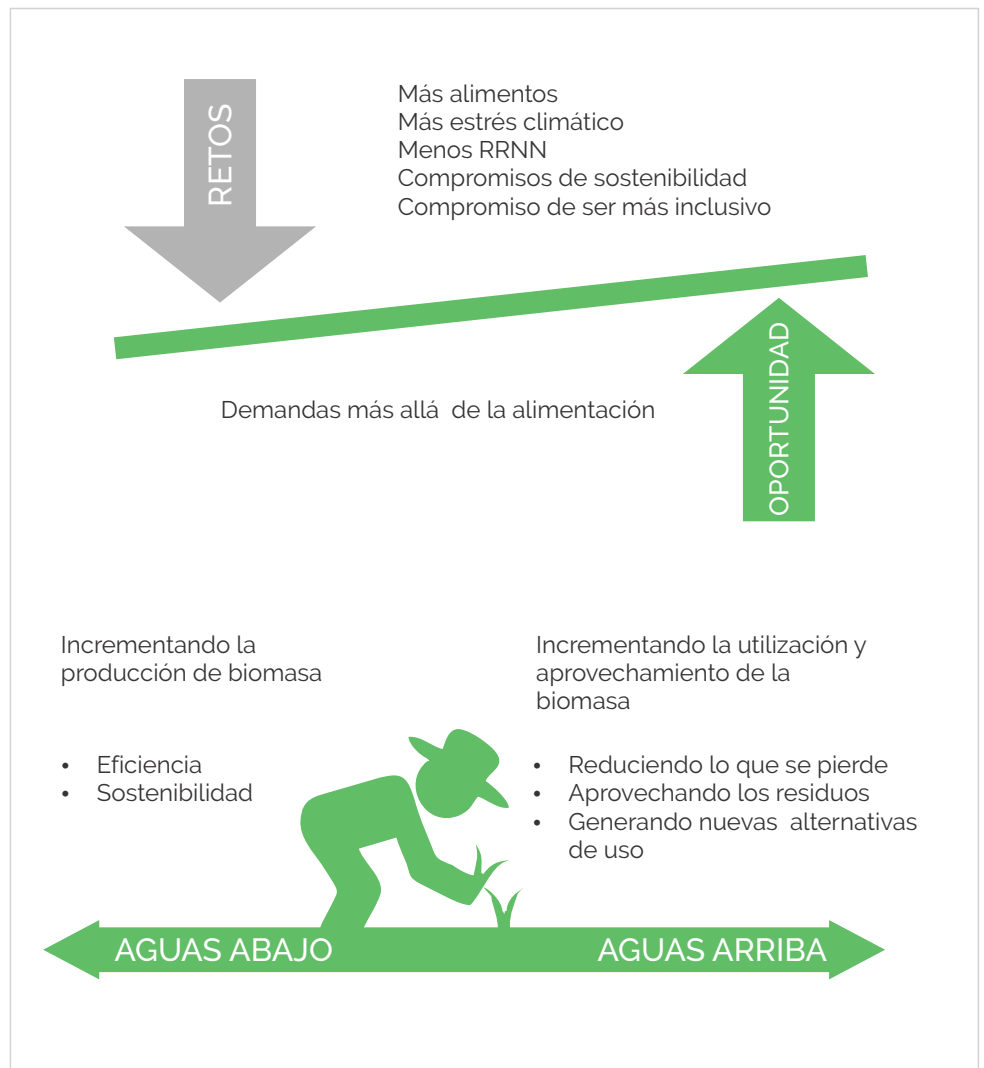 RETOS
Más alimentos
Más estrés climático
Menos RRNN
Compromisos de sostenibilidad
Compromiso de ser más inclusivo
OPORTUNIDAD
Demandas más allá  de la alimentación
Incrementando la
producción de biomasa
• Eficiencia
• Sostenibilidad
Incrementando la utilización y
aprovechamiento de la
biomasa
• Reduciendo lo que se pierde
• Aprovechando los residuos
• Generando nuevas  alternativas
de uso
AGUAS ABAJO
AGUAS ARRIBA